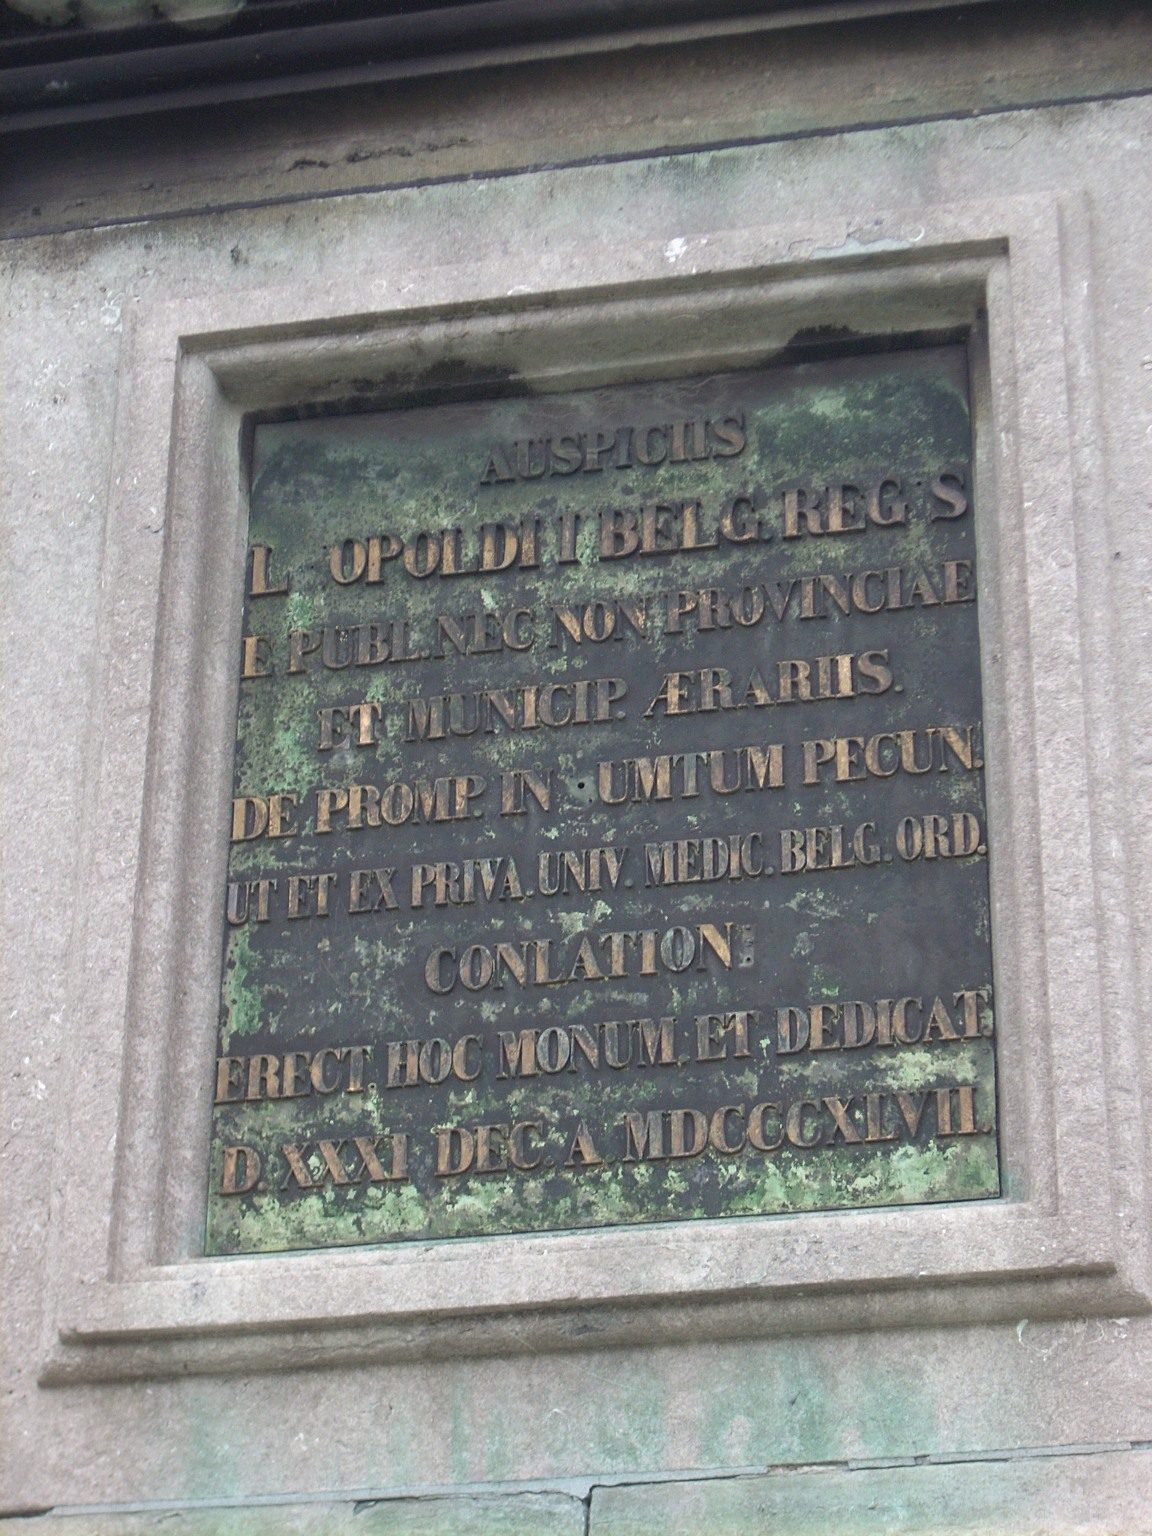 AUSPICIIS
L OPOLDI I BELG. REG. S
E PUBL. NEC NON PROVINCIAE
ET MUNICIP. ÆRARIIS.
DE PROMP. IN UMTUM PECUN.
UT ET EX PRIVA. UNIV. MEDIC. BELG. ORD.
CONLATION:
ERECT. HOC MONUM. ET DEDICAT
D. XXXI DEC. A. MDCCCXLVII.